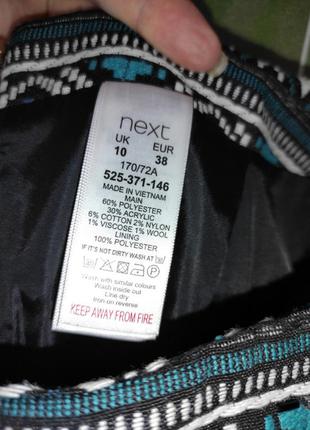 next
UK EUR
10 38
170/72A
525-371-146
MADE IN VIETNAM
MAIN
60% POLYESTER
30% ACRYLIC
6% COTTON 2% NYLON
1% VISCOSE 1% WOOL
LINING
100% POLYESTER
IF IT'S NOT DIRTY WASH AT
Wash with similar colours
Wash inside out
Line dry
Iron on reverse
KEEP AWAY FROM FIRE